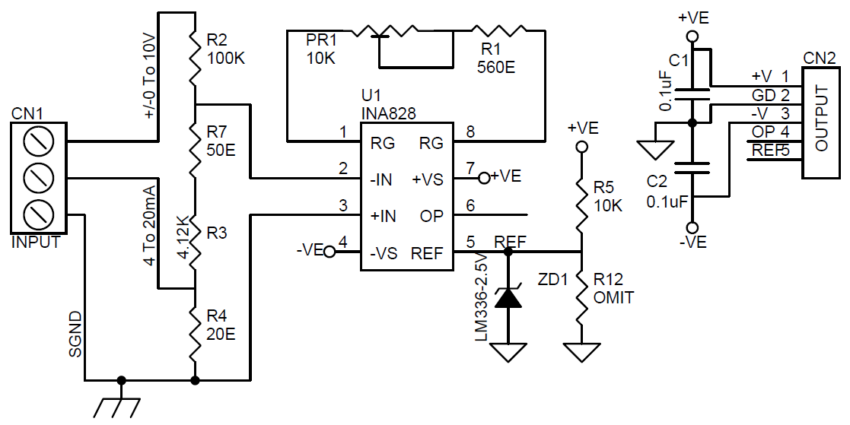 +VE
+/-0 To 10V
R2
100K
PR1
10K
R1
560E
C1
0.1uF
CN2
+V 1
GD 2
-V 3
OP 4
REF 5
OUTPUT
CN1
U1
INA828
1 RG RG 8
R7
50E
+VE
2 -IN +VS 7 +VE
R5
10K
C2
0.1uF
3 +IN OP 6
INPUT
4 To 20mA
4.12K
R3
-VE 4 -VS REF 5 REF
-VE
LM336-2.5V
ZD1
R12
OMIT
SGND
R4
20E